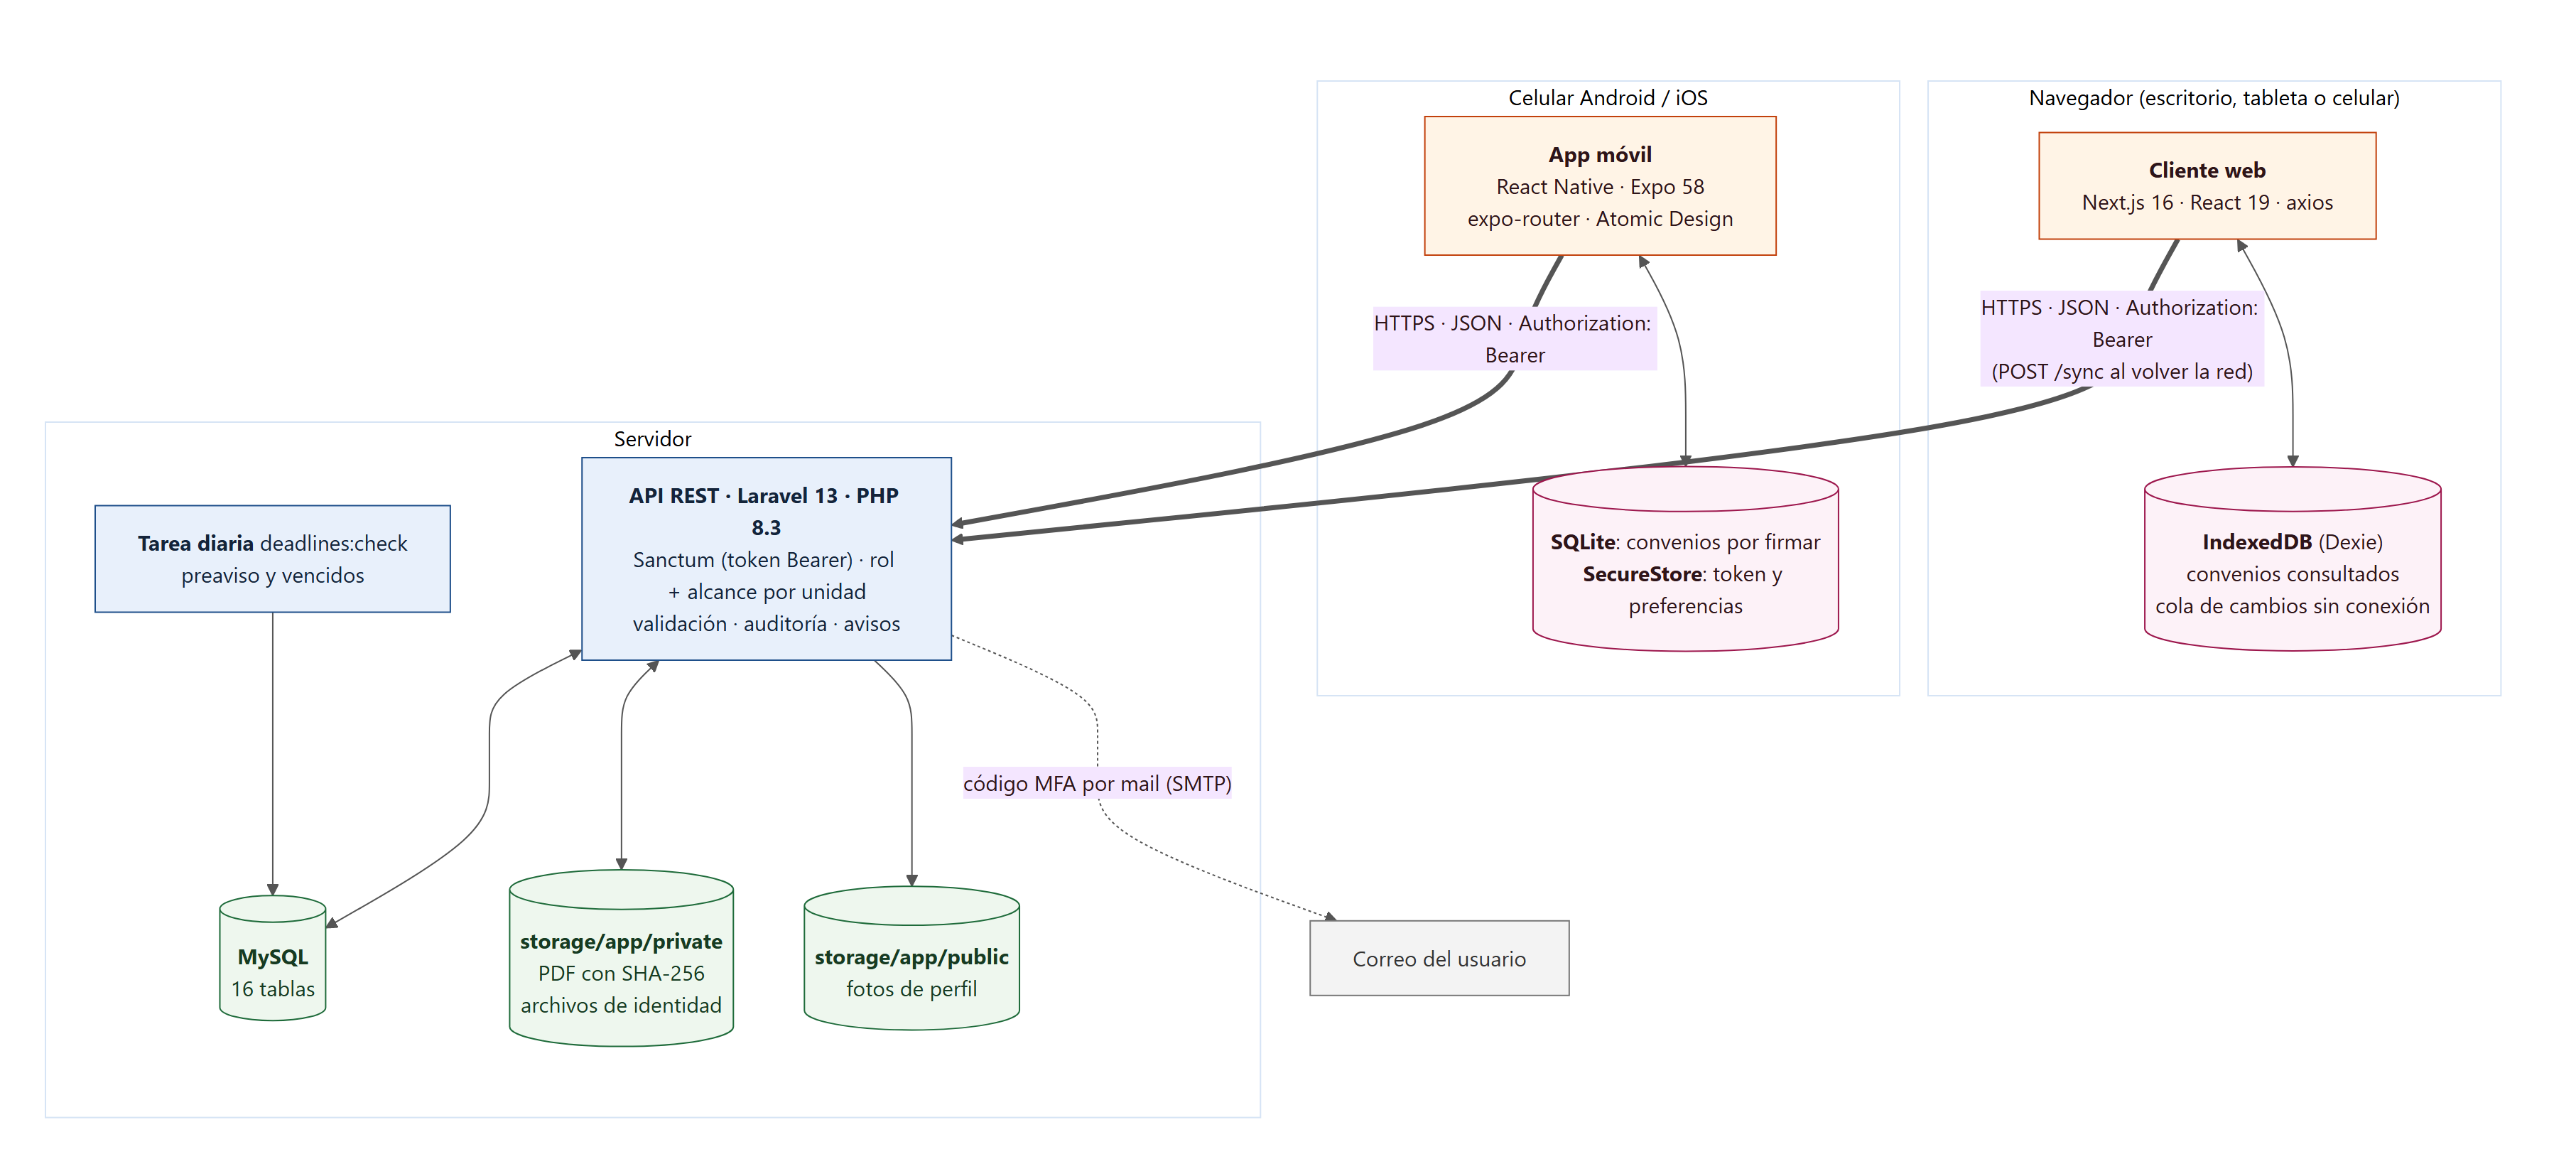 Celular Android / iOS
App móvil
React Native · Expo 58
expo-router · Atomic Design
HTTPS · JSON · Authorization:
Bearer
SQLite: convenios por firmar
SecureStore: token y
preferencias
Navegador (escritorio, tableta o celular)
Cliente web
Next.js 16 · React 19 · axios
HTTPS · JSON · Authorization:
Bearer
(POST /sync al volver la red)
IndexedDB (Dexie)
convenios consultados
cola de cambios sin conexión
Servidor
API REST · Laravel 13 · PHP
8.3
Sanctum (token Bearer) · rol
+ alcance por unidad
validación · auditoría · avisos
Tarea diaria deadlines:check
preaviso y vencidos
código MFA por mail (SMTP)
MySQL
16 tablas
storage/app/private
PDF con SHA-256
archivos de identidad
storage/app/public
fotos de perfil
Correo del usuario